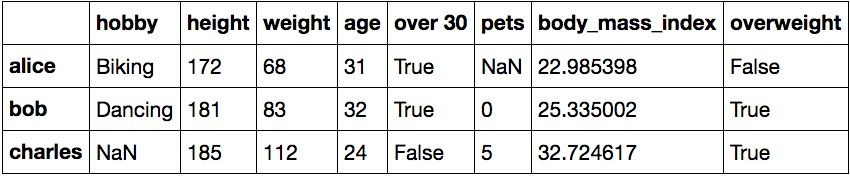 hobby height weight age over 30 pets body_mass_index overweight
alice Biking 172 68 31 True NaN 22.985398 False
bob Dancing 181 83 32 True 0 25.335002 True
charles NaN 185 112 24 False 5 32.724617 True